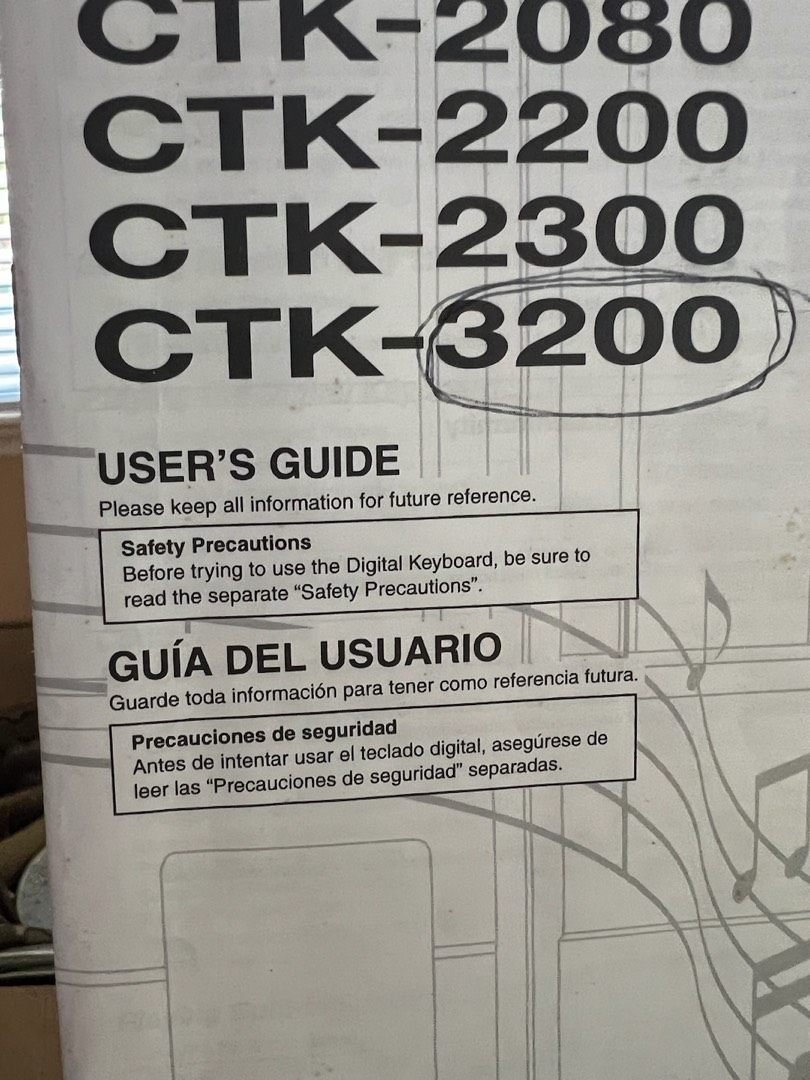 CTK-2080
CTK-2200
CTK-2300
CTK-3200
USER'S GUIDE
Please keep all information for future reference.
Safety Precautions
Before trying to use the Digital Keyboard, be sure to
read the separate “Safety Precautions”.
GUÍA DEL USUARIO
Guarde toda información para tener como referencia futura.
Precauciones de seguridad
Antes de intentar usar el teclado digital, asegúrese de
leer las “Precauciones de seguridad” separadas.